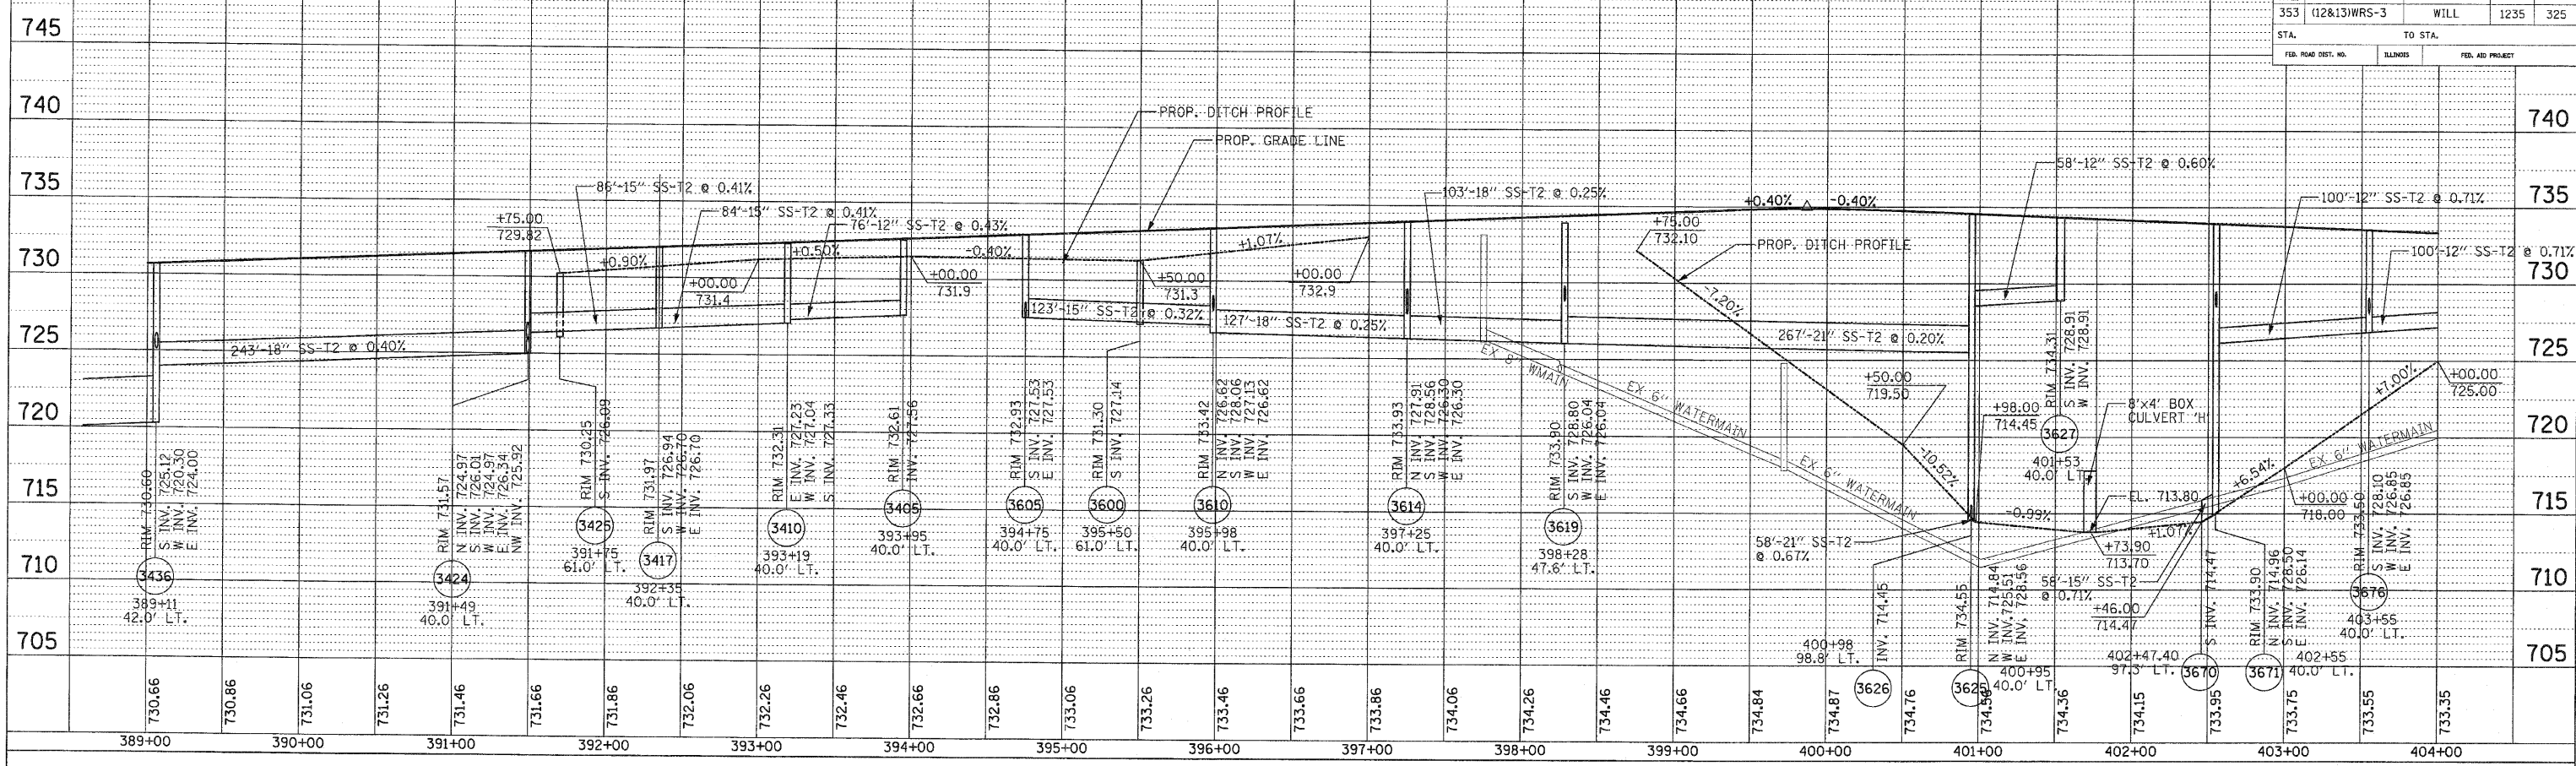 353 (12&13)WRS-3 WILL 1235 325
STA. TO STA.
FED. ROAD DIST. NO. ILLINOIS FED. AID PROJECT
745
740 740
735 735
730 730
725 725
720 720
715 715
710 710
705 705
PROP. DITCH PROFILE
PROP. GRADE LINE
86'-15" SS-T2 @ 0.41%
84'-15" SS-T2 @ 0.41%
76'-12" SS-T2 @ 0.43%
103'-18" SS-T2 @ 0.25%
58'-12" SS-T2 @ 0.60%
100'-12" SS-T2 @ 0.71%
100'-12" SS-T2 @ 0.71%
+75.00
729.82
+0.90%
+00.00
731.4
+0.50%
-0.40%
+00.00
731.9
+1.07%
+50.00
731.3
+00.00
732.9
+0.40% -0.40%
+75.00
732.10
PROP. DITCH PROFILE
-7.20%
243'-18" SS-T2 @ 0.40%
123'-15" SS-T2 @ 0.32%
127'-18" SS-T2 @ 0.25%
267'-21" SS-T2 @ 0.20%
EX 8" WMAIN
EX 6" WATERMAIN
EX 6" WATERMAIN
EX 6" WATERMAIN
+50.00
719.50
-10.52%
+98.00
714.45
-0.99%
8'x4' BOX
CULVERT 'H'
EL. 713.80
+1.07%
+73.90
713.70
+6.54%
+7.00%
+00.00
725.00
+00.00
718.00
58'-21" SS-T2
@ 0.67%
58'-15" SS-T2
@ 0.71%
+46.00
714.47
RIM 730.60
S INV. 725.12
W INV. 720.30
E INV. 724.00
3436
389+11
42.0' LT.
RIM 731.57
N INV. 724.97
S INV. 726.01
W INV. 724.97
E INV. 726.34
NW INV. 725.92
3424
391+49
40.0' LT.
RIM 730.25
S INV. 726.09
3425
391+75
61.0' LT.
RIM 731.97
S INV. 726.94
W INV. 726.70
E INV. 726.70
3417
392+35
40.0' LT.
RIM 732.31
E INV. 727.23
W INV. 727.04
S INV. 727.33
3410
393+19
40.0' LT.
RIM 732.61
INV. 727.56
3405
393+95
40.0' LT.
RIM 732.93
S INV. 727.53
E INV. 727.53
3605
394+75
40.0' LT.
RIM 731.30
S INV. 727.14
3600
395+50
61.0' LT.
RIM 733.42
N INV. 726.62
S INV. 728.06
W INV. 727.13
E INV. 726.62
3610
395+98
40.0' LT.
RIM 733.93
N INV. 727.91
S INV. 728.56
W INV. 726.30
E INV. 726.30
3614
397+25
40.0' LT.
RIM 733.90
S INV. 728.80
W INV. 726.04
E INV. 726.04
3619
398+28
47.6' LT.
INV. 714.45
3626
400+98
98.8' LT.
RIM 734.55
N INV. 714.84
W INV. 725.51
E INV. 728.56
3625
400+95
40.0' LT.
RIM 734.31
S INV. 728.91
W INV. 728.91
3627
401+53
40.0' LT.
S INV. 714.47
3670
402+47.40
97.3' LT.
RIM 733.90
N INV. 714.96
S INV. 728.50
E INV. 726.14
3671
402+55
40.0' LT.
RIM 733.50
S INV. 728.10
W INV. 726.85
E INV. 726.85
3676
403+55
40.0' LT.
730.66 730.86 731.06 731.26 731.46 731.66 731.86 732.06 732.26 732.46 732.66 732.86 733.06 733.26 733.46 733.66 733.86 734.06 734.26 734.46 734.66 734.84 734.87 734.76 734.56 734.36 734.15 733.95 733.75 733.55 733.35
389+00 390+00 391+00 392+00 393+00 394+00 395+00 396+00 397+00 398+00 399+00 400+00 401+00 402+00 403+00 404+00